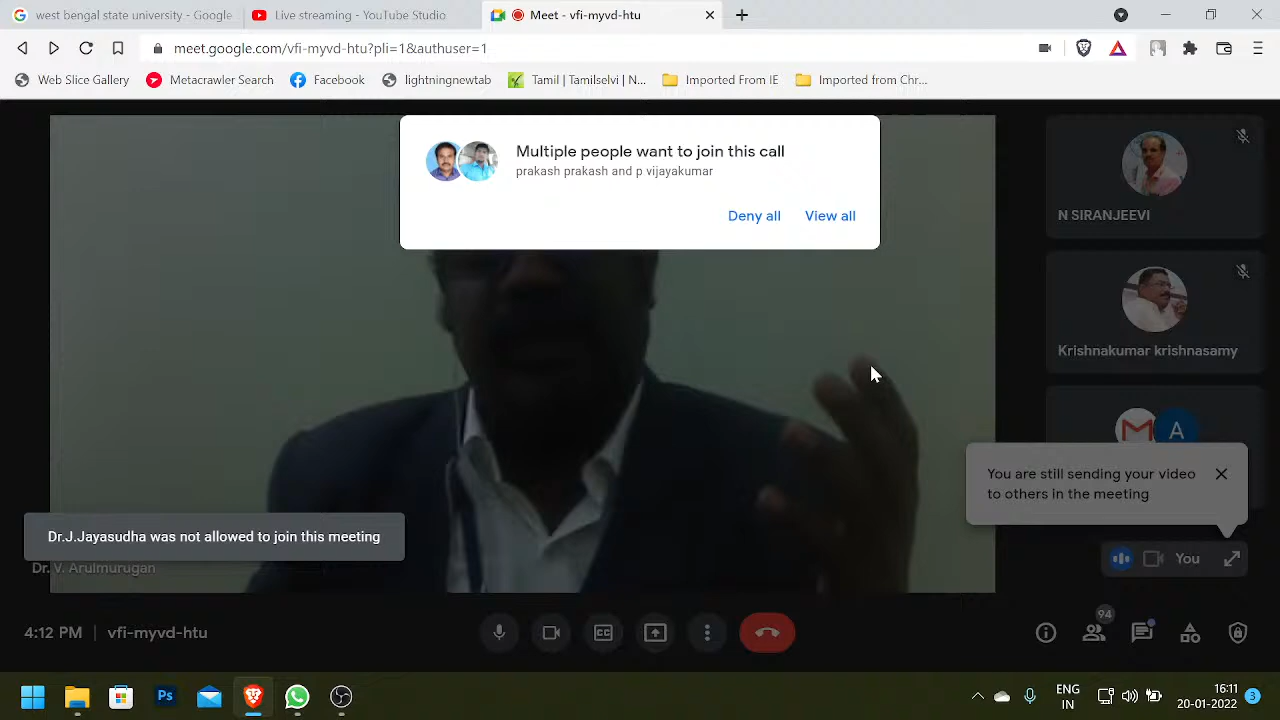 west bengal state university - Google
Live streaming - YouTube Studio
Meet - vfi-myvd-htu
meet.google.com/vfi-myvd-htu?pli=1&authuser=1
Web Slice Gallery
Metacrawler Search
Facebook
lightningnewtab
Tamil | Tamilselvi | N...
Imported From IE
Imported from Chr...
Multiple people want to join this call
prakash prakash and p vijayakumar
Deny all
View all
N SIRANJEEVI
Krishnakumar krishnasamy
A
You are still sending your video
to others in the meeting
Dr.J.Jayasudha was not allowed to join this meeting
Dr. V. Arulmurugan
You
4:12 PM | vfi-myvd-htu
CC
94
Ps
ENG
IN
16:11
20-01-2022
3